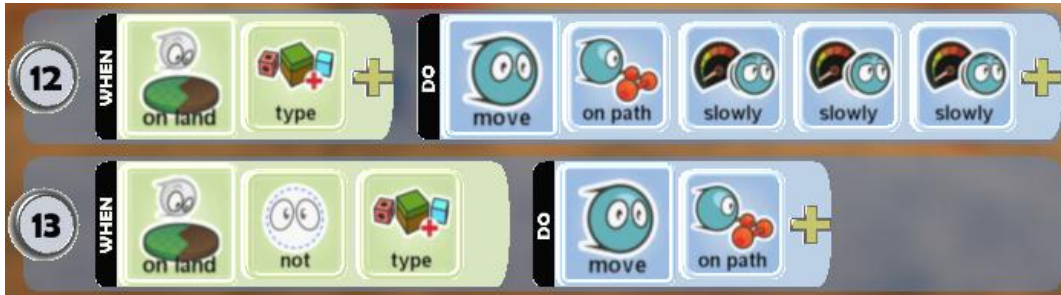 12 WHEN on land type DO move on path slowly slowly slowly
13 WHEN on land not type DO move on path